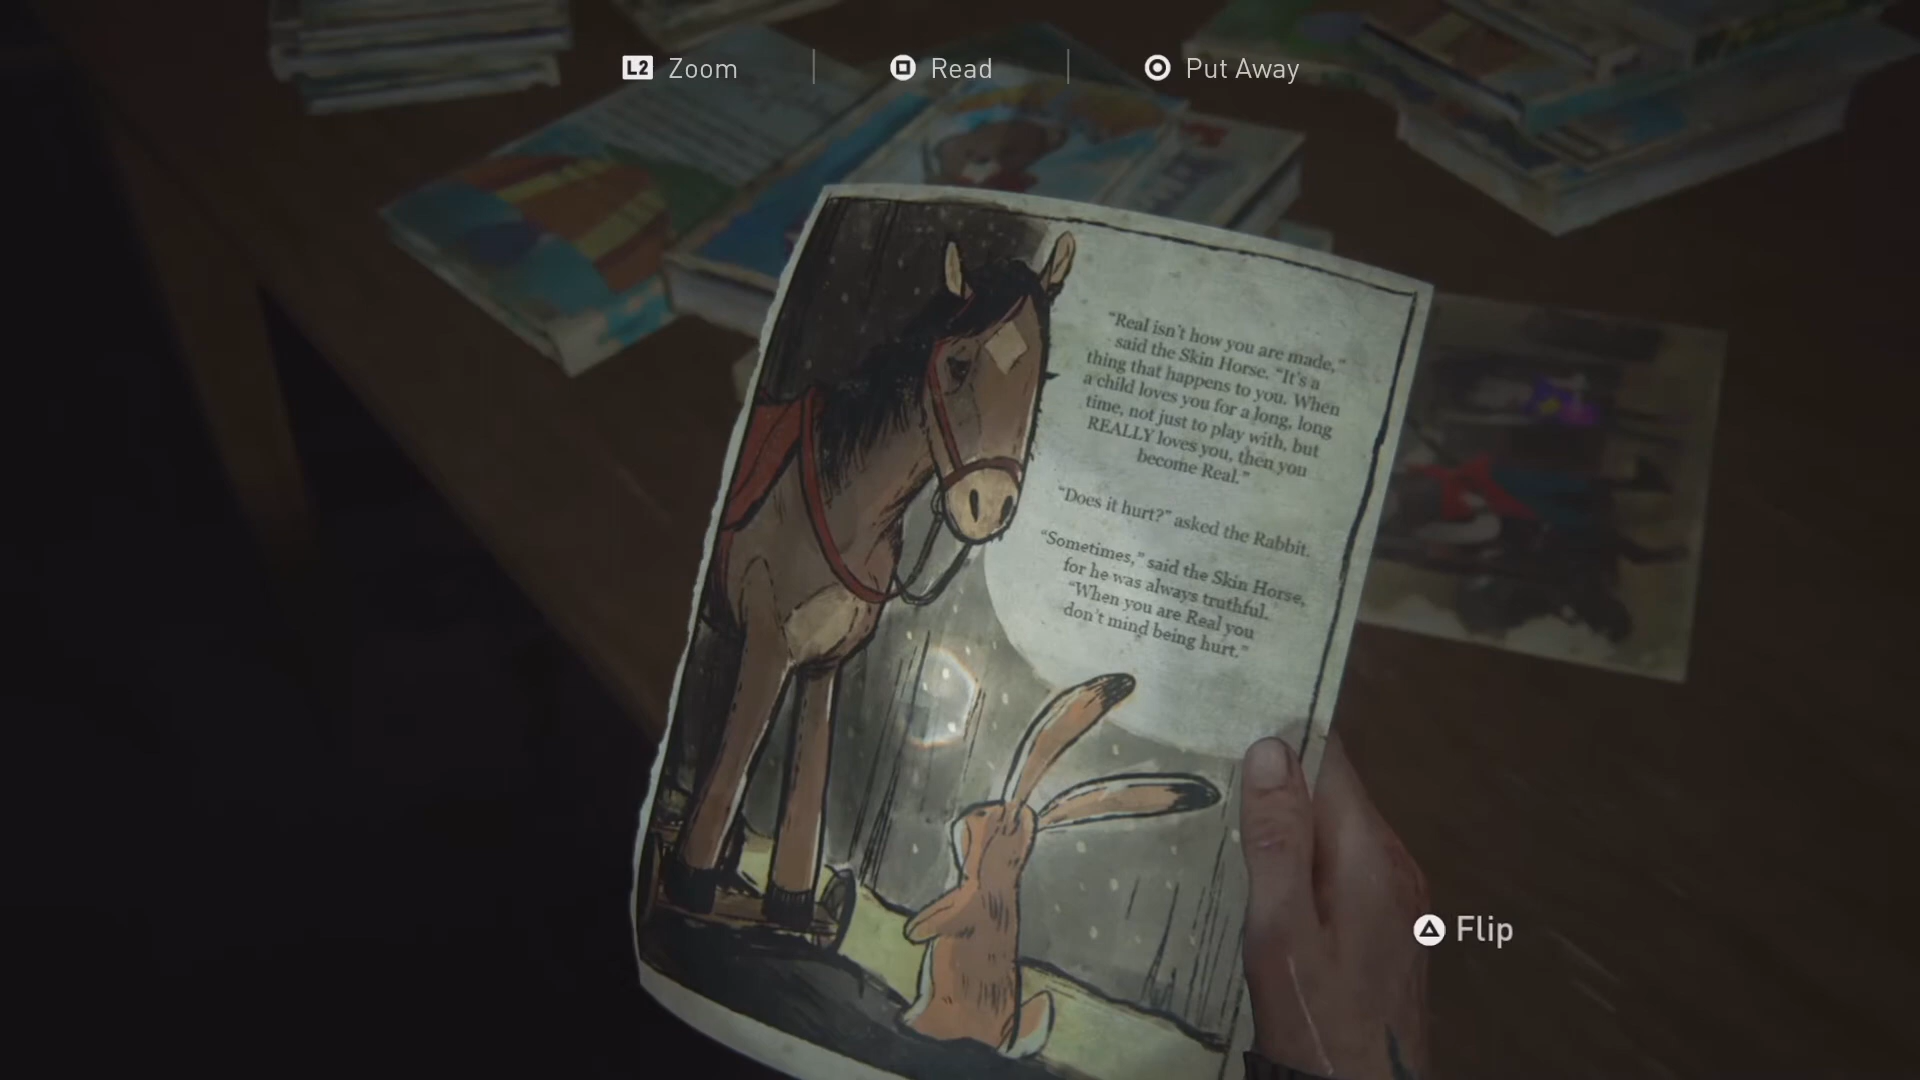 L2 Zoom
Read
Put Away
“Real isn’t how you are made,”
said the Skin Horse. “It’s a
thing that happens to you. When
a child loves you for a long, long
time, not just to play with, but
REALLY loves you, then you
become Real.”
“Does it hurt?” asked the Rabbit.
“Sometimes,” said the Skin Horse,
for he was always truthful.
“When you are Real you
don’t mind being hurt.”
Flip